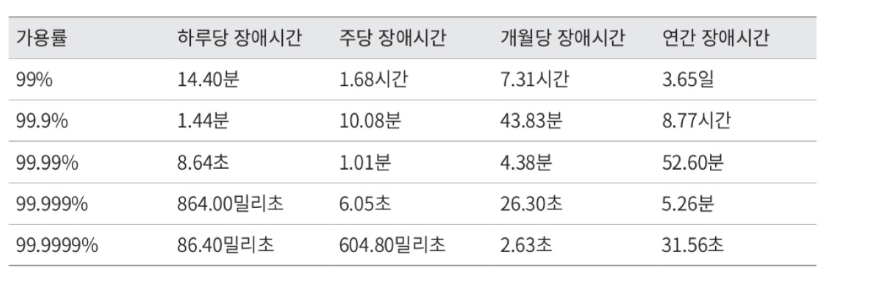 가용률 하루당 장애시간 주당 장애시간 개월당 장애시간 연간 장애시간
99% 14.40분 1.68시간 7.31시간 3.65일
99.9% 1.44분 10.08분 43.83분 8.77시간
99.99% 8.64초 1.01분 4.38분 52.60분
99.999% 864.00밀리초 6.05초 26.30초 5.26분
99.9999% 86.40밀리초 604.80밀리초 2.63초 31.56초